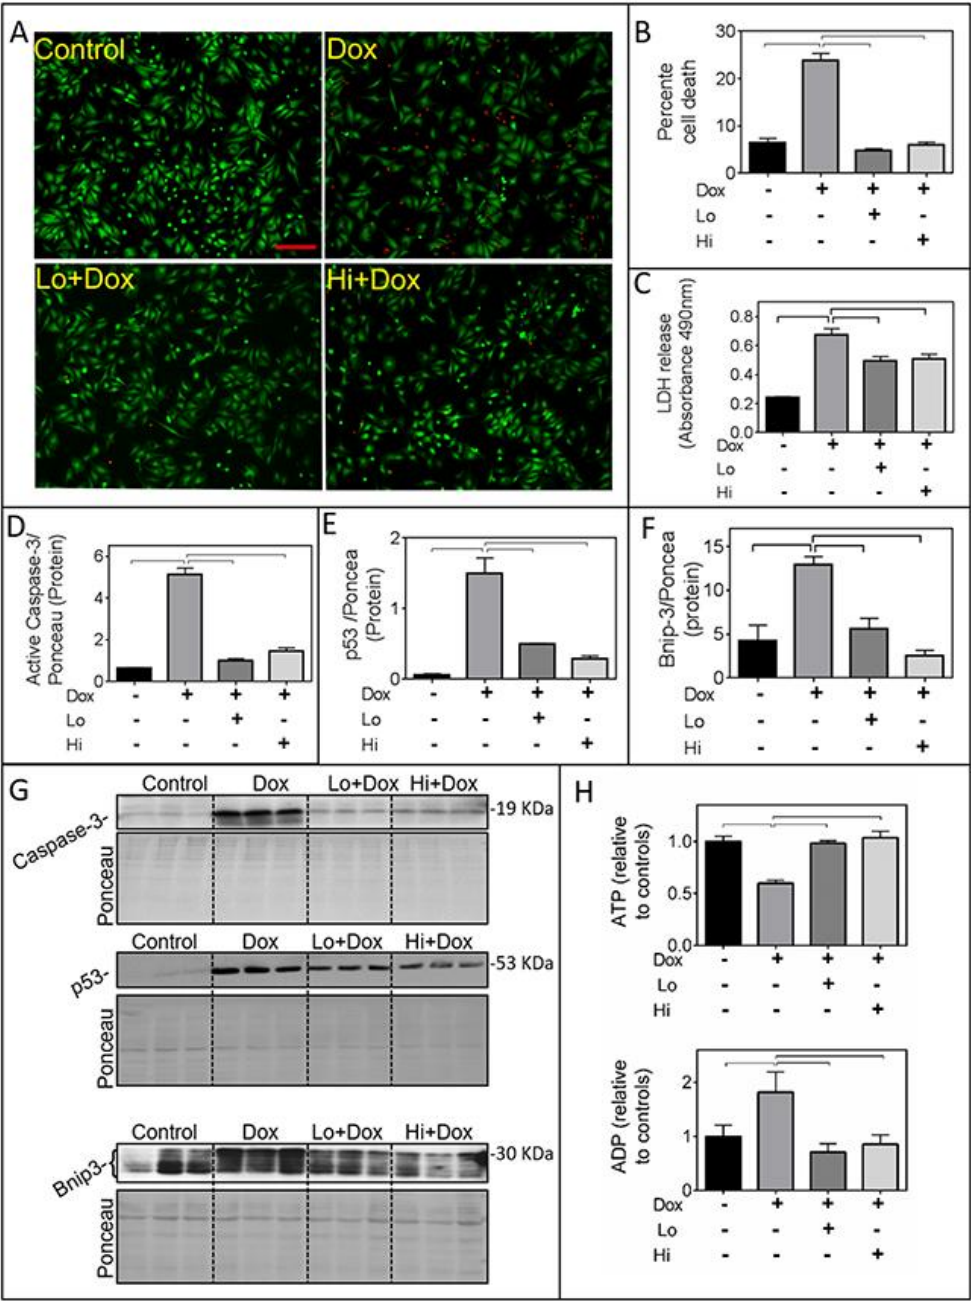 A
Control
Dox
Lo+Dox
Hi+Dox
B
Percente
cell death
30
20
10
0
Dox - + + +
Lo - - + -
Hi - - - +
C
LDH release
(Absorbance 490nm)
0.8
0.6
0.4
0.2
0.0
Dox - + + +
Lo - - + -
Hi - - - +
D
Active Caspase-3/
Ponceau (Protein)
6
4
2
0
Dox - + + +
Lo - - + -
Hi - - - +
E
p53 /Poncea
(Protein)
2
1
0
Dox - + + +
Lo - - + -
Hi - - - +
F
Bnip-3/Poncea
(protein)
15
10
5
0
Dox - + + +
Lo - - + -
Hi - - - +
G
Control Dox Lo+Dox Hi+Dox
Caspase-3-
-19 KDa
Ponceau
Control Dox Lo+Dox Hi+Dox
p53-
-53 KDa
Ponceau
Control Dox Lo+Dox Hi+Dox
Bnip3-
-30 KDa
Ponceau
H
ATP (relative
to controls)
1.0
0.5
0.0
Dox - + + +
Lo - - + -
Hi - - - +
ADP (relative
to controls)
2
1
0
Dox - + + +
Lo - - + -
Hi - - - +